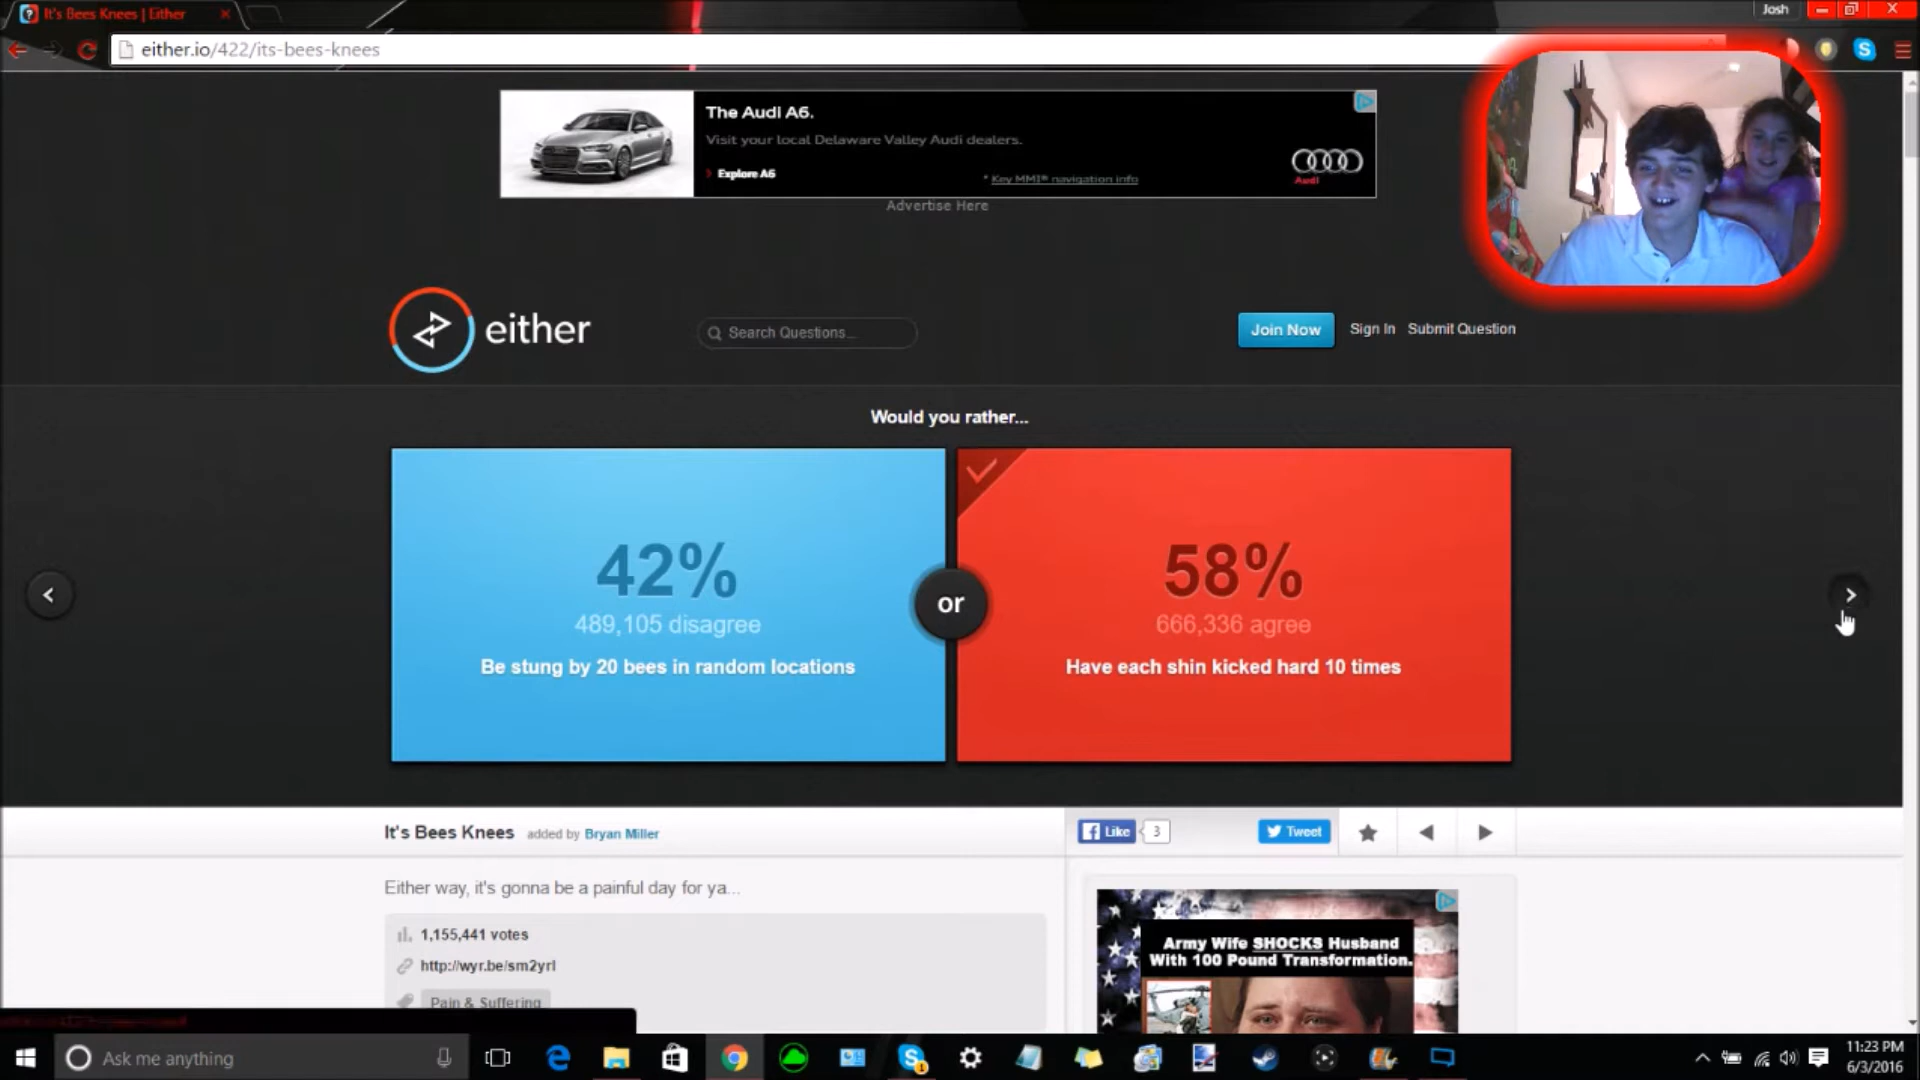 It's Bees Knees | Either
Josh
either.io/422/its-bees-knees
The Audi A6.
Visit your local Delaware Valley Audi dealers.
Explore A6
* Key MMI® navigation info
Audi
Advertise Here
either
Search Questions...
Join Now
Sign In
Submit Question
Would you rather...
42%
489,105 disagree
Be stung by 20 bees in random locations
or
58%
666,336 agree
Have each shin kicked hard 10 times
It's Bees Knees added by Bryan Miller
Like 3
Tweet
Either way, it's gonna be a painful day for ya...
1,155,441 votes
http://wyr.be/sm2yrl
Pain & Suffering
Army Wife SHOCKS Husband
With 100 Pound Transformation.
Ask me anything
11:23 PM
6/3/2016